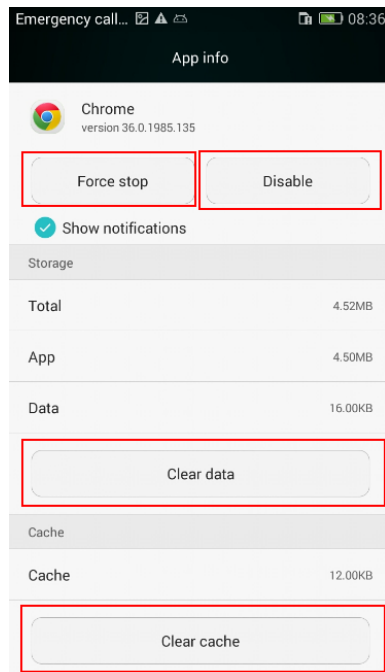 Emergency call... 08:36
App info
Chrome
version 36.0.1985.135
Force stop Disable
Show notifications
Storage
Total 4.52MB
App 4.50MB
Data 16.00KB
Clear data
Cache
Cache 12.00KB
Clear cache